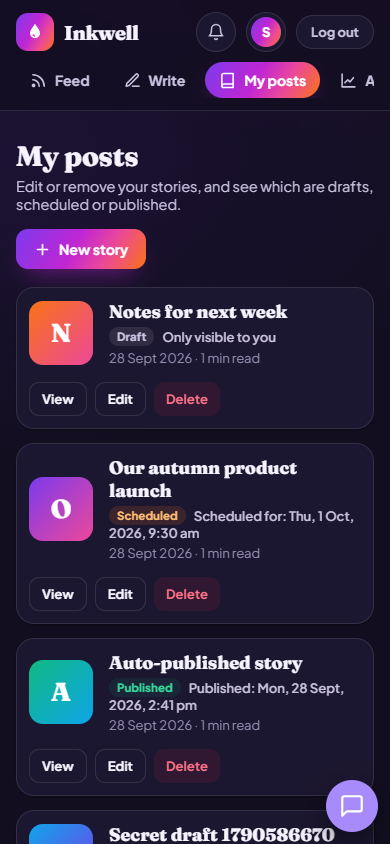 Inkwell
S
Log out
Feed
Write
My posts
A
My posts
Edit or remove your stories, and see which are drafts,
scheduled or published.
+ New story
N
Notes for next week
Draft Only visible to you
28 Sept 2026 · 1 min read
View Edit Delete
O
Our autumn product
launch
Scheduled Scheduled for: Thu, 1 Oct,
2026, 9:30 am
28 Sept 2026 · 1 min read
View Edit Delete
A
Auto-published story
Published Published: Mon, 28 Sept,
2026, 2:41 pm
28 Sept 2026 · 1 min read
View Edit Delete
Secret draft 1790586670